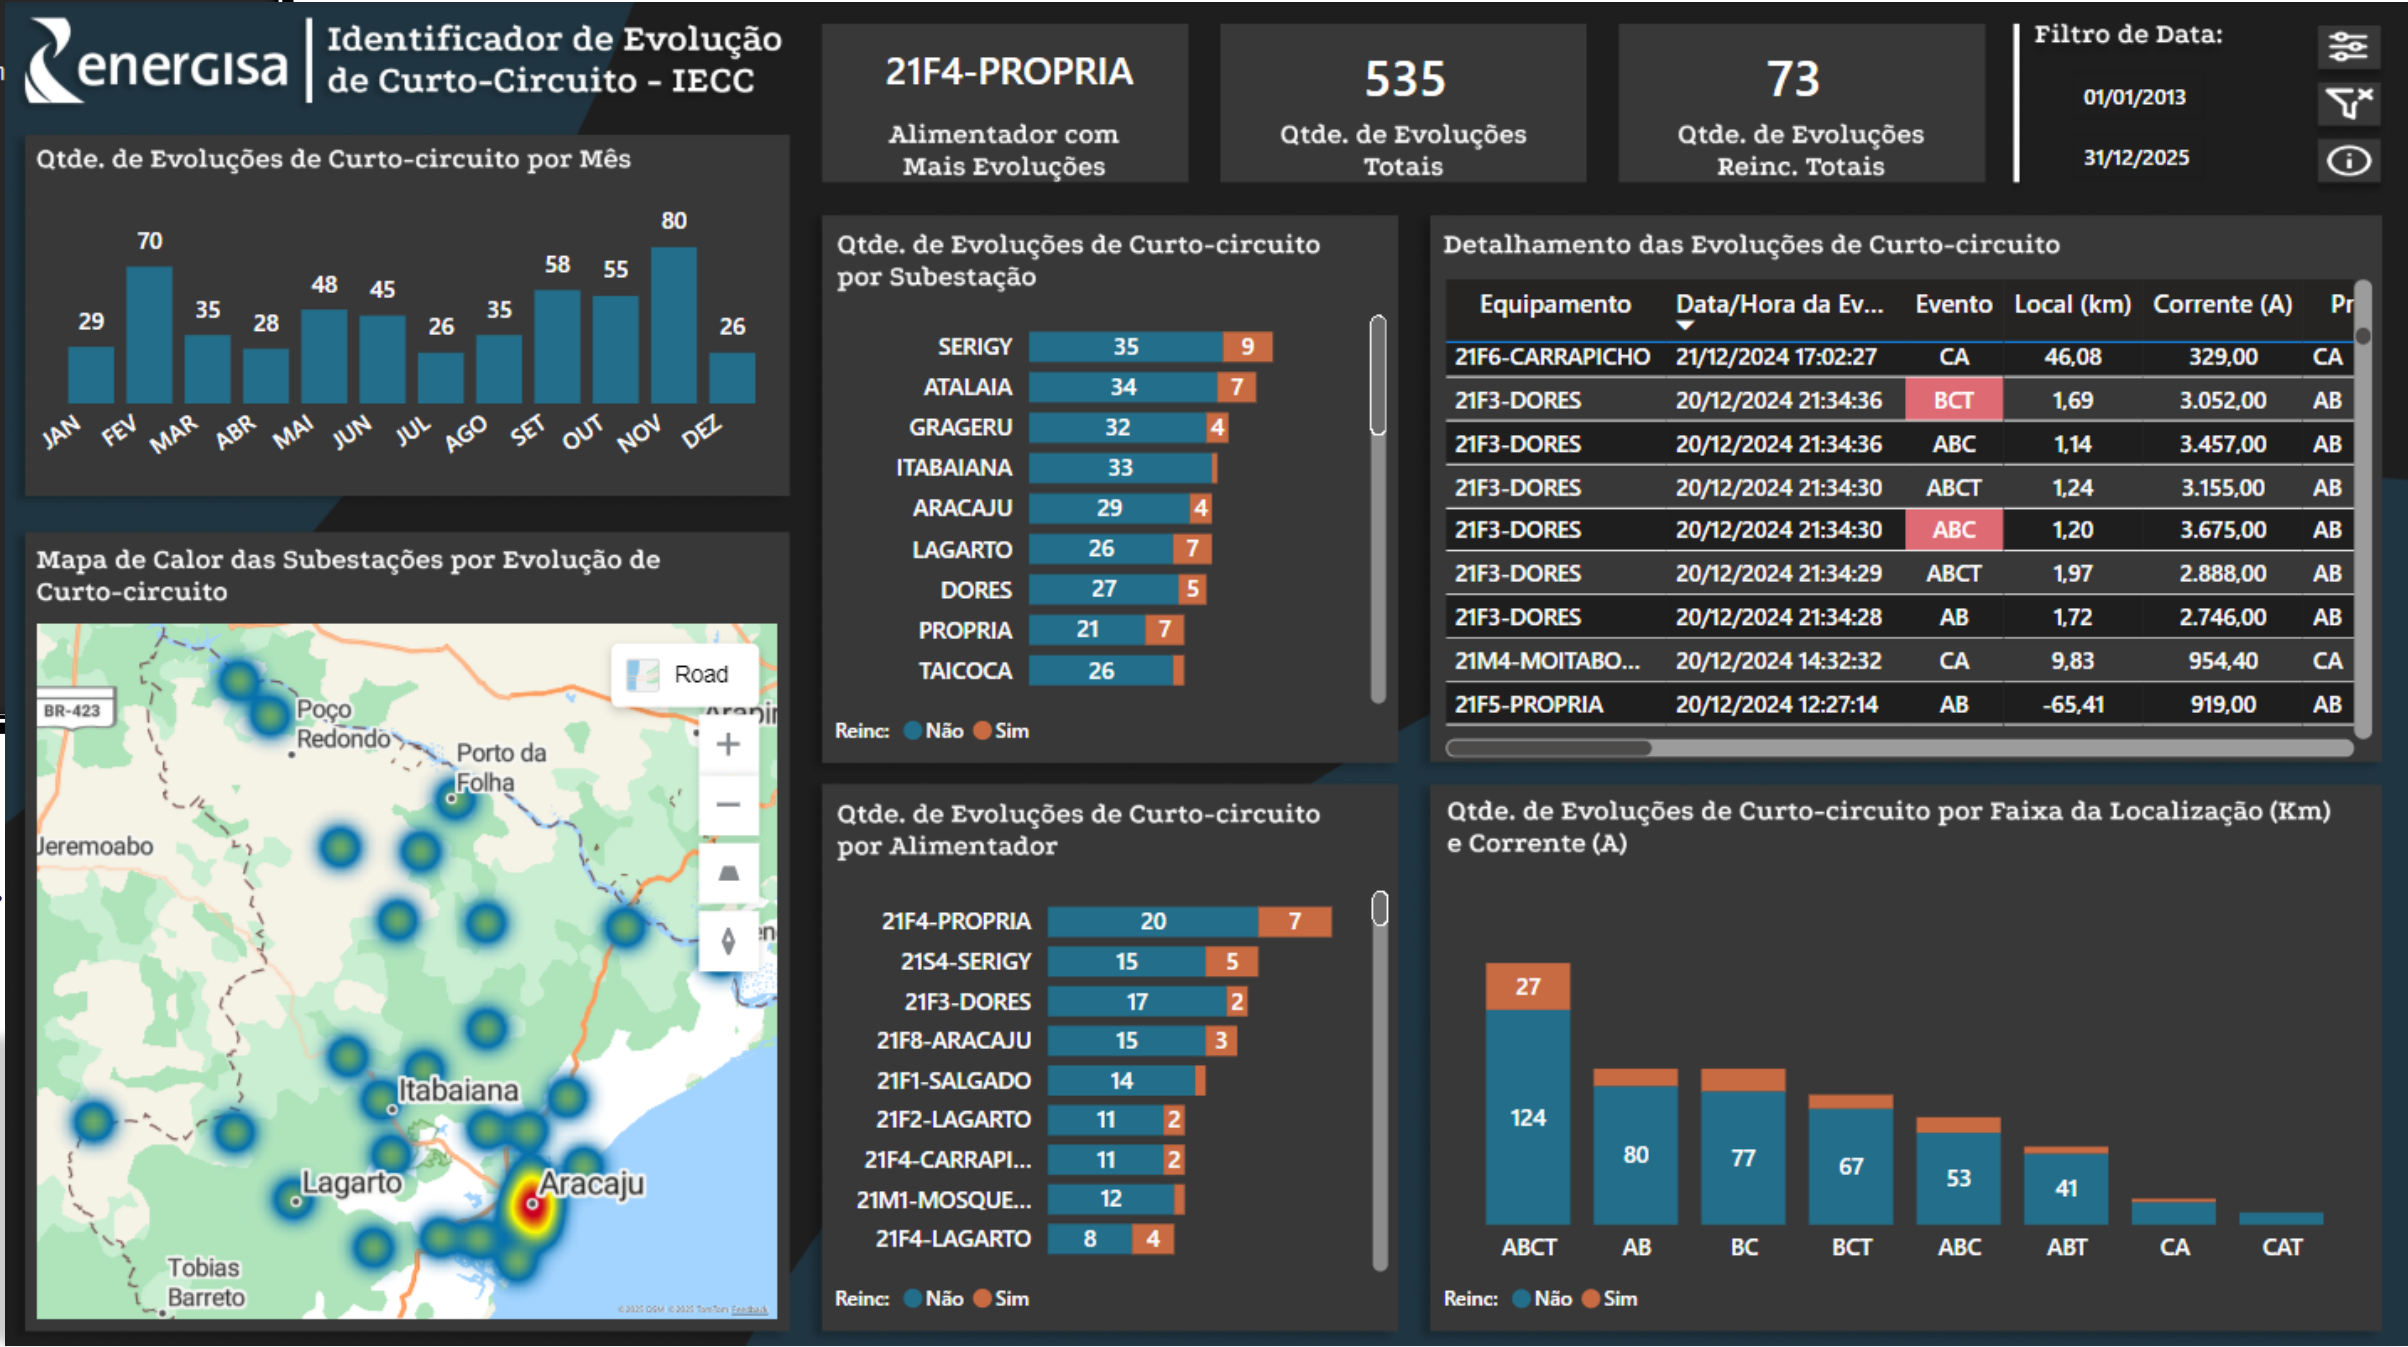 energisa
Identificador de Evolução
de Curto-Circuito - IECC
21F4-PROPRIA
Alimentador com
Mais Evoluções
535
Qtde. de Evoluções
Totais
73
Qtde. de Evoluções
Reinc. Totais
Filtro de Data:
01/01/2013
31/12/2025
Qtde. de Evoluções de Curto-circuito por Mês
29 70 35 28 48 45 26 35 58 55 80 26
JAN FEV MAR ABR MAI JUN JUL AGO SET OUT NOV DEZ
Mapa de Calor das Subestações por Evolução de
Curto-circuito
Road
BR-423
Poço
Redondo
Porto da
Folha
Jeremoabo
Itabaiana
Lagarto
Aracaju
Tobias
Barreto
© 2025 OSM © 2025 TomTom Feedback
Qtde. de Evoluções de Curto-circuito
por Subestação
SERIGY 35 9
ATALAIA 34 7
GRAGERU 32 4
ITABAIANA 33
ARACAJU 29 4
LAGARTO 26 7
DORES 27 5
PROPRIA 21 7
TAICOCA 26
Reinc: Não Sim
Qtde. de Evoluções de Curto-circuito
por Alimentador
21F4-PROPRIA 20 7
21S4-SERIGY 15 5
21F3-DORES 17 2
21F8-ARACAJU 15 3
21F1-SALGADO 14
21F2-LAGARTO 11 2
21F4-CARRAPI... 11 2
21M1-MOSQUE... 12
21F4-LAGARTO 8 4
Reinc: Não Sim
Detalhamento das Evoluções de Curto-circuito
Equipamento Data/Hora da Ev... Evento Local (km) Corrente (A) Pr
21F6-CARRAPICHO 21/12/2024 17:02:27 CA 46,08 329,00 CA
21F3-DORES 20/12/2024 21:34:36 BCT 1,69 3.052,00 AB
21F3-DORES 20/12/2024 21:34:36 ABC 1,14 3.457,00 AB
21F3-DORES 20/12/2024 21:34:30 ABCT 1,24 3.155,00 AB
21F3-DORES 20/12/2024 21:34:30 ABC 1,20 3.675,00 AB
21F3-DORES 20/12/2024 21:34:29 ABCT 1,97 2.888,00 AB
21F3-DORES 20/12/2024 21:34:28 AB 1,72 2.746,00 AB
21M4-MOITABO... 20/12/2024 14:32:32 CA 9,83 954,40 CA
21F5-PROPRIA 20/12/2024 12:27:14 AB -65,41 919,00 AB
Qtde. de Evoluções de Curto-circuito por Faixa da Localização (Km)
e Corrente (A)
27
124 80 77 67 53 41
ABCT AB BC BCT ABC ABT CA CAT
Reinc: Não Sim